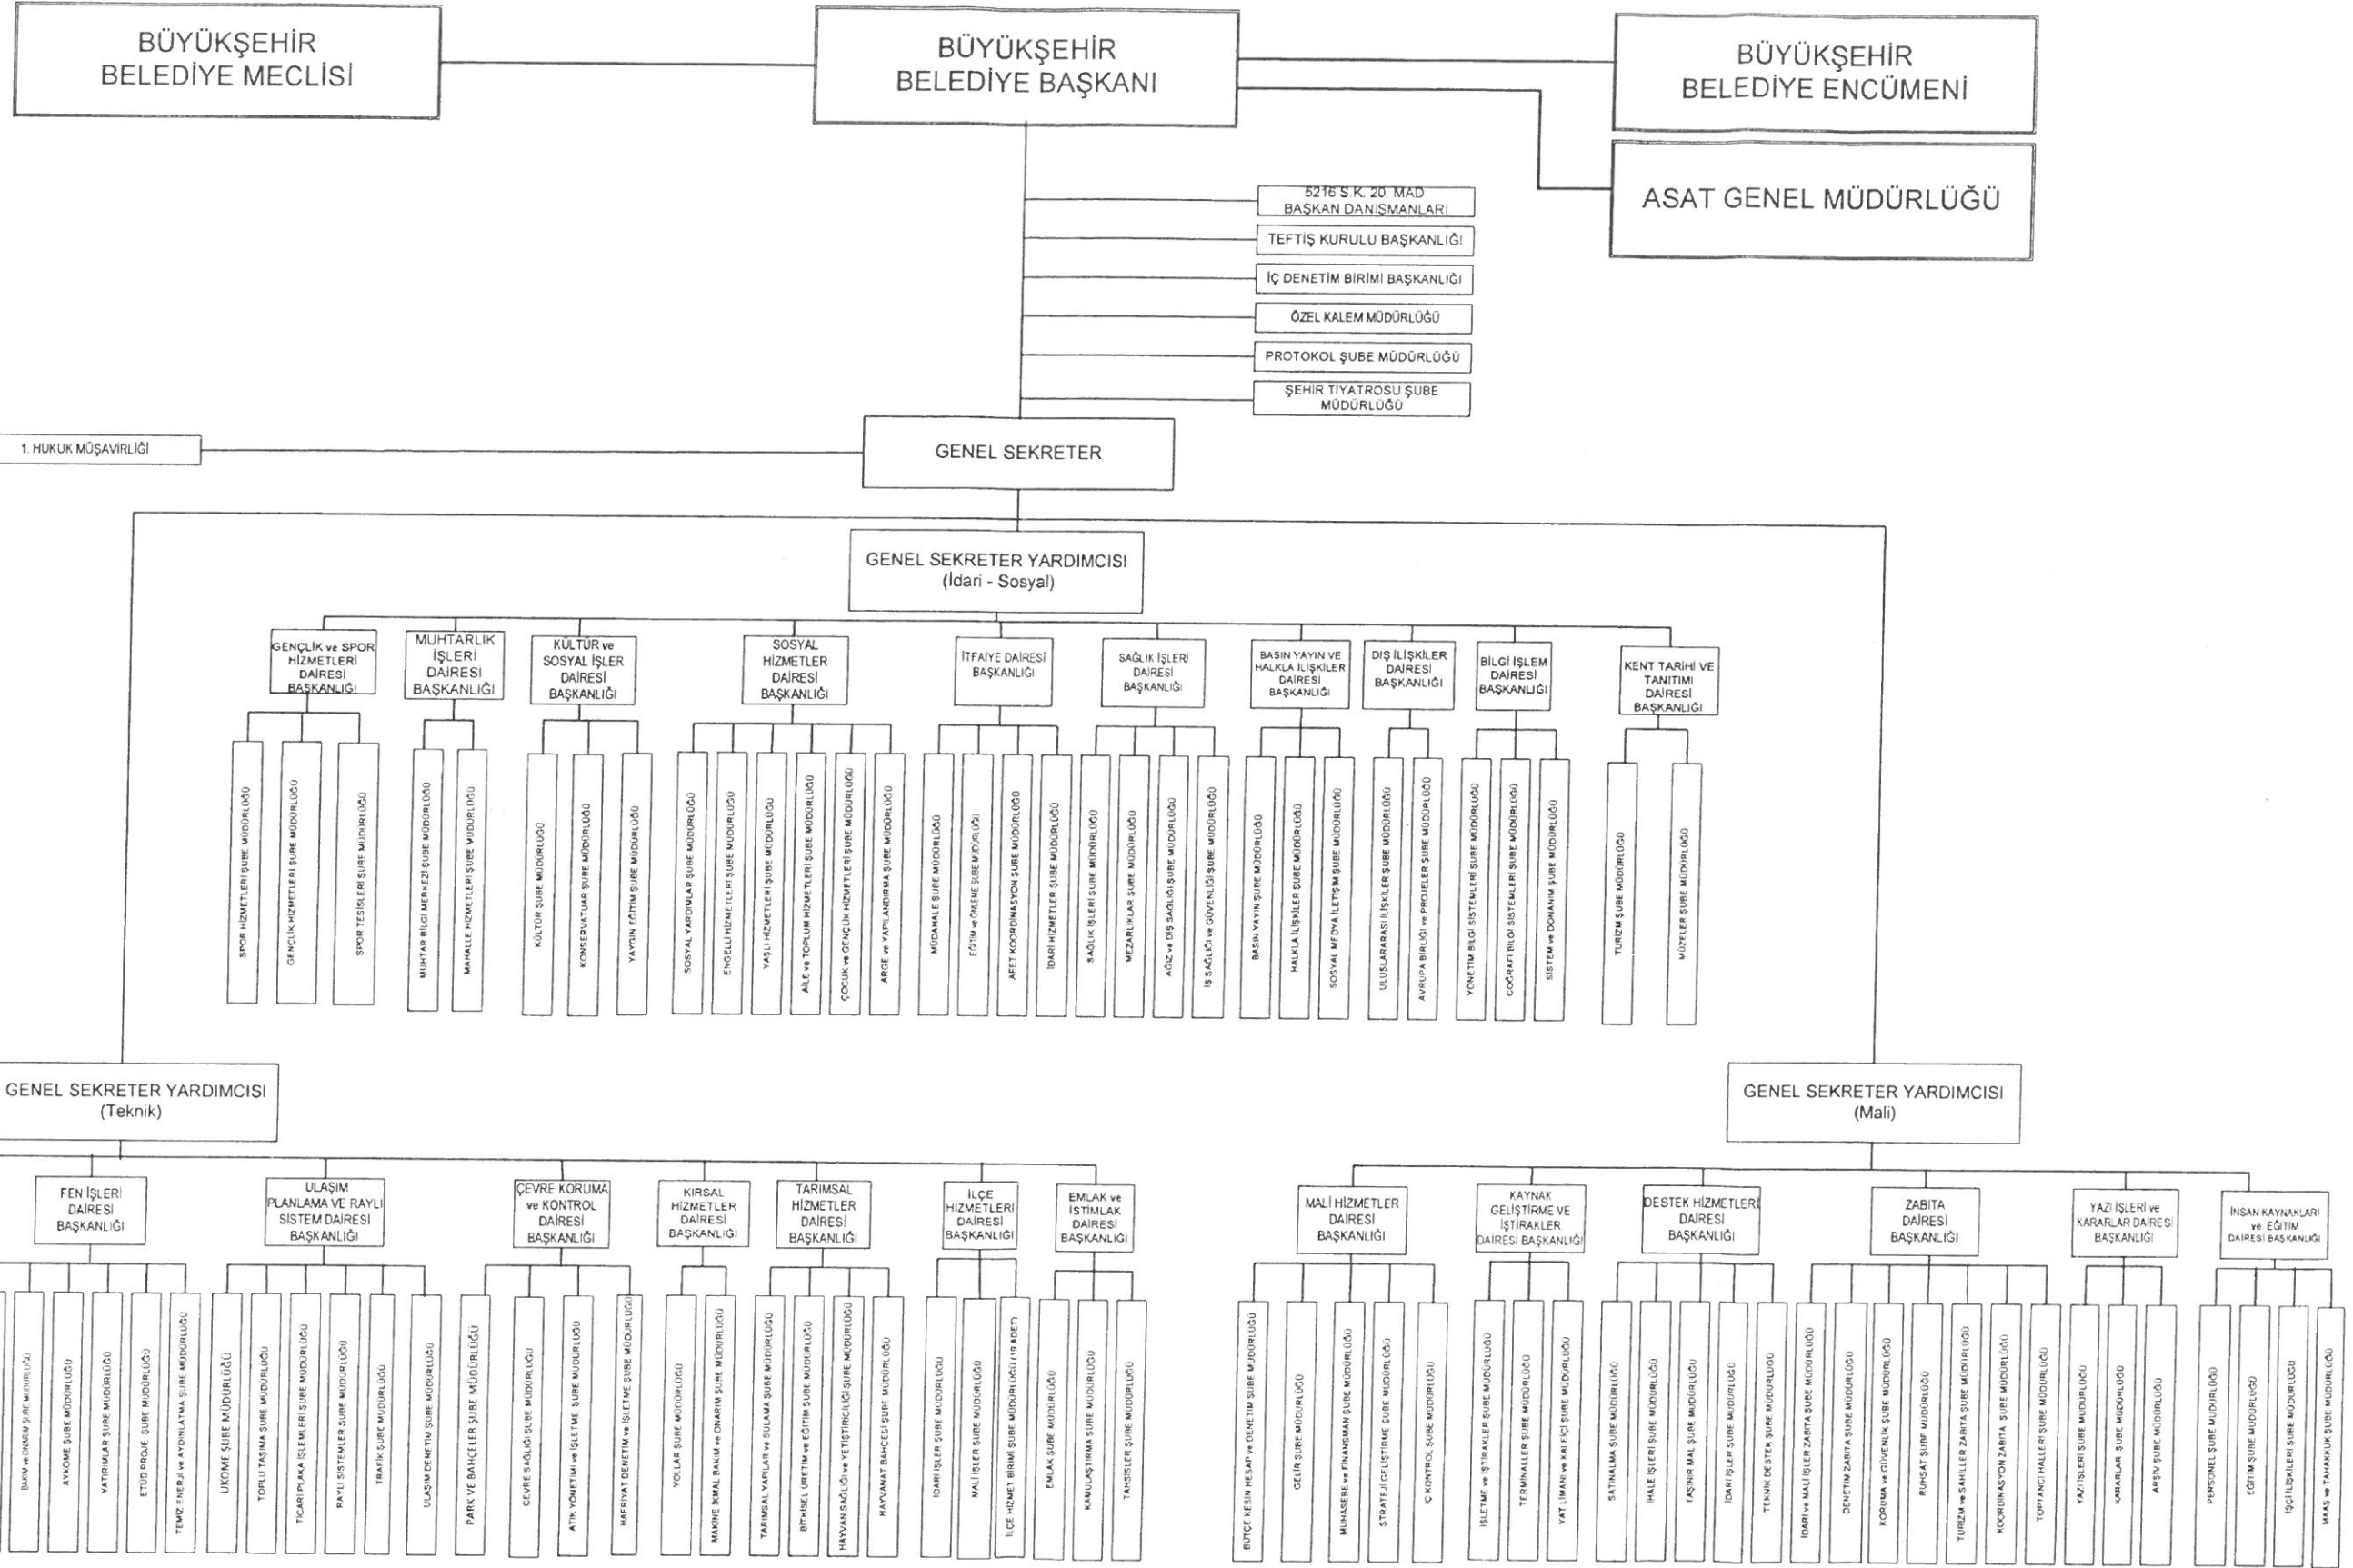 BÜYÜKŞEHİR
BELEDİYE MECLİSİ
BÜYÜKŞEHİR
BELEDİYE BAŞKANI
BÜYÜKŞEHİR
BELEDİYE ENCÜMENİ
ASAT GENEL MÜDÜRLÜĞÜ
5216 S.K. 20. MAD
BAŞKAN DANIŞMANLARI
TEFTİŞ KURULU BAŞKANLIĞI
İÇ DENETİM BİRİMİ BAŞKANLIĞI
ÖZEL KALEM MÜDÜRLÜĞÜ
PROTOKOL ŞUBE MÜDÜRLÜĞÜ
ŞEHİR TİYATROSU ŞUBE
MÜDÜRLÜĞÜ
1. HUKUK MÜŞAVİRLİĞİ
GENEL SEKRETER
GENEL SEKRETER YARDIMCISI
(İdari - Sosyal)
GENÇLİK ve SPOR
HİZMETLERİ
DAİRESİ
BAŞKANLIĞI
MUHTARLIK
İŞLERİ
DAİRESİ
BAŞKANLIĞI
KÜLTÜR ve
SOSYAL İŞLER
DAİRESİ
BAŞKANLIĞI
SOSYAL
HİZMETLER
DAİRESİ
BAŞKANLIĞI
İTFAİYE DAİRESİ
BAŞKANLIĞI
SAĞLIK İŞLERİ
DAİRESİ
BAŞKANLIĞI
BASIN YAYIN VE
HALKLA İLİŞKİLER
DAİRESİ
BAŞKANLIĞI
DIŞ İLİŞKİLER
DAİRESİ
BAŞKANLIĞI
BİLGİ İŞLEM
DAİRESİ
BAŞKANLIĞI
KENT TARİHİ VE
TANITIMI
DAİRESİ
BAŞKANLIĞI
SPOR HİZMETLERİ ŞUBE MÜDÜRLÜĞÜ
GENÇLİK HİZMETLERİ ŞUBE MÜDÜRLÜĞÜ
SPOR TESİSLERİ ŞUBE MÜDÜRLÜĞÜ
MUHTAR BİLGİ MERKEZİ ŞUBE MÜDÜRLÜĞÜ
MAHALLE HİZMETLERİ ŞUBE MÜDÜRLÜĞÜ
KÜLTÜR ŞUBE MÜDÜRLÜĞÜ
KONSERVATUAR ŞUBE MÜDÜRLÜĞÜ
YAYGIN EĞİTİM ŞUBE MÜDÜRLÜĞÜ
SOSYAL YARDIMLAR ŞUBE MÜDÜRLÜĞÜ
ENGELLİ HİZMETLERİ ŞUBE MÜDÜRLÜĞÜ
YAŞLI HİZMETLERİ ŞUBE MÜDÜRLÜĞÜ
AİLE ve TOPLUM HİZMETLERİ ŞUBE MÜDÜRLÜĞÜ
ÇOCUK ve GENÇLİK HİZMETLERİ ŞUBE MÜDÜRLÜĞÜ
ARGE ve YAPILANDIRMA ŞUBE MÜDÜRLÜĞÜ
MÜDAHALE ŞUBE MÜDÜRLÜĞÜ
EĞİTİM ve ÖNLEME ŞUBE MÜDÜRLÜĞÜ
AFET KOORDİNASYON ŞUBE MÜDÜRLÜĞÜ
İDARİ HİZMETLER ŞUBE MÜDÜRLÜĞÜ
SAĞLIK İŞLERİ ŞUBE MÜDÜRLÜĞÜ
MEZARLIKLAR ŞUBE MÜDÜRLÜĞÜ
AĞIZ ve DİŞ SAĞLIĞI ŞUBE MÜDÜRLÜĞÜ
İŞ SAĞLIĞI ve GÜVENLİĞİ ŞUBE MÜDÜRLÜĞÜ
BASIN YAYIN ŞUBE MÜDÜRLÜĞÜ
HALKLA İLİŞKİLER ŞUBE MÜDÜRLÜĞÜ
SOSYAL MEDYA İLETİŞİM ŞUBE MÜDÜRLÜĞÜ
ULUSLARARASI İLİŞKİLER ŞUBE MÜDÜRLÜĞÜ
AVRUPA BİRLİĞİ ve PROJELER ŞUBE MÜDÜRLÜĞÜ
YÖNETİM BİLGİ SİSTEMLERİ ŞUBE MÜDÜRLÜĞÜ
COĞRAFİ BİLGİ SİSTEMLERİ ŞUBE MÜDÜRLÜĞÜ
SİSTEM ve DONANIM ŞUBE MÜDÜRLÜĞÜ
TURİZM ŞUBE MÜDÜRLÜĞÜ
MÜZELER ŞUBE MÜDÜRLÜĞÜ
GENEL SEKRETER YARDIMCISI
(Teknik)
GENEL SEKRETER YARDIMCISI
(Mali)
FEN İŞLERİ
DAİRESİ
BAŞKANLIĞI
ULAŞIM
PLANLAMA VE RAYLI
SİSTEM DAİRESİ
BAŞKANLIĞI
ÇEVRE KORUMA
ve KONTROL
DAİRESİ
BAŞKANLIĞI
KIRSAL
HİZMETLER
DAİRESİ
BAŞKANLIĞI
TARIMSAL
HİZMETLER
DAİRESİ
BAŞKANLIĞI
İLÇE
HİZMETLERİ
DAİRESİ
BAŞKANLIĞI
EMLAK ve
İSTİMLAK
DAİRESİ
BAŞKANLIĞI
MALİ HİZMETLER
DAİRESİ
BAŞKANLIĞI
KAYNAK
GELİŞTİRME VE
İŞTİRAKLER
DAİRESİ BAŞKANLIĞI
DESTEK HİZMETLERİ
DAİRESİ
BAŞKANLIĞI
ZABITA
DAİRESİ
BAŞKANLIĞI
YAZI İŞLERİ ve
KARARLAR DAİRESİ
BAŞKANLIĞI
İNSAN KAYNAKLARI
ve EĞİTİM
DAİRESİ BAŞKANLIĞI
BAKIM ve ONARIM ŞUBE MÜDÜRLÜĞÜ
AYKOME ŞUBE MÜDÜRLÜĞÜ
YATIRIMLAR ŞUBE MÜDÜRLÜĞÜ
ETÜD PROJE ŞUBE MÜDÜRLÜĞÜ
TEMİZ ENERJİ ve AYDINLATMA ŞUBE MÜDÜRLÜĞÜ
UKOME ŞUBE MÜDÜRLÜĞÜ
TOPLU TAŞIMA ŞUBE MÜDÜRLÜĞÜ
TİCARİ PLAKA İŞLEMLERİ ŞUBE MÜDÜRLÜĞÜ
RAYLI SİSTEMLER ŞUBE MÜDÜRLÜĞÜ
TRAFİK ŞUBE MÜDÜRLÜĞÜ
ULAŞIM DENETİM ŞUBE MÜDÜRLÜĞÜ
PARK VE BAHÇELER ŞUBE MÜDÜRLÜĞÜ
ÇEVRE SAĞLIĞI ŞUBE MÜDÜRLÜĞÜ
ATIK YÖNETİMİ ve İŞLETME ŞUBE MÜDÜRLÜĞÜ
HAFRİYAT DENETİM ve İŞLETME ŞUBE MÜDÜRLÜĞÜ
YOLLAR ŞUBE MÜDÜRLÜĞÜ
MAKİNE İKMAL BAKIM ve ONARIM ŞUBE MÜDÜRLÜĞÜ
TARIMSAL YAPILAR ve SULAMA ŞUBE MÜDÜRLÜĞÜ
BİTKİSEL ÜRETİM ve EĞİTİM ŞUBE MÜDÜRLÜĞÜ
HAYVAN SAĞLIĞI ve YETİŞTİRİCİLİĞİ ŞUBE MÜDÜRLÜĞÜ
HAYVANAT BAHÇESİ ŞUBE MÜDÜRLÜĞÜ
İDARİ İŞLER ŞUBE MÜDÜRLÜĞÜ
MALİ İŞLER ŞUBE MÜDÜRLÜĞÜ
İLÇE HİZMET BİRİMİ ŞUBE MÜDÜRLÜĞÜ (19 ADET)
EMLAK ŞUBE MÜDÜRLÜĞÜ
KAMULAŞTIRMA ŞUBE MÜDÜRLÜĞÜ
TAHSİSLER ŞUBE MÜDÜRLÜĞÜ
BÜTÇE KESİN HESAP ve DENETİM ŞUBE MÜDÜRLÜĞÜ
GELİR ŞUBE MÜDÜRLÜĞÜ
MUHASEBE ve FİNANSMAN ŞUBE MÜDÜRLÜĞÜ
STRATEJİ GELİŞTİRME ŞUBE MÜDÜRLÜĞÜ
İÇ KONTROL ŞUBE MÜDÜRLÜĞÜ
İŞLETME ve İŞTİRAKLER ŞUBE MÜDÜRLÜĞÜ
TERMİNALLER ŞUBE MÜDÜRLÜĞÜ
YAT LİMANI ve KALEİÇİ ŞUBE MÜDÜRLÜĞÜ
SATINALMA ŞUBE MÜDÜRLÜĞÜ
İHALE İŞLERİ ŞUBE MÜDÜRLÜĞÜ
TAŞINIR MAL ŞUBE MÜDÜRLÜĞÜ
İDARİ İŞLER ŞUBE MÜDÜRLÜĞÜ
TEKNİK DESTEK ŞUBE MÜDÜRLÜĞÜ
İDARİ ve MALİ İŞLER ZABITA ŞUBE MÜDÜRLÜĞÜ
DENETİM ZABITA ŞUBE MÜDÜRLÜĞÜ
KORUMA ve GÜVENLİK ŞUBE MÜDÜRLÜĞÜ
RUHSAT ŞUBE MÜDÜRLÜĞÜ
TURİZM ve SAHİLLER ZABITA ŞUBE MÜDÜRLÜĞÜ
KOORDİNASYON ZABITA ŞUBE MÜDÜRLÜĞÜ
TOPTANCI HALLERİ ŞUBE MÜDÜRLÜĞÜ
YAZI İŞLERİ ŞUBE MÜDÜRLÜĞÜ
KARARLAR ŞUBE MÜDÜRLÜĞÜ
ARŞİV ŞUBE MÜDÜRLÜĞÜ
PERSONEL ŞUBE MÜDÜRLÜĞÜ
EĞİTİM ŞUBE MÜDÜRLÜĞÜ
İŞÇİ İLİŞKİLERİ ŞUBE MÜDÜRLÜĞÜ
MAAŞ ve TAHAKKUK ŞUBE MÜDÜRLÜĞÜ